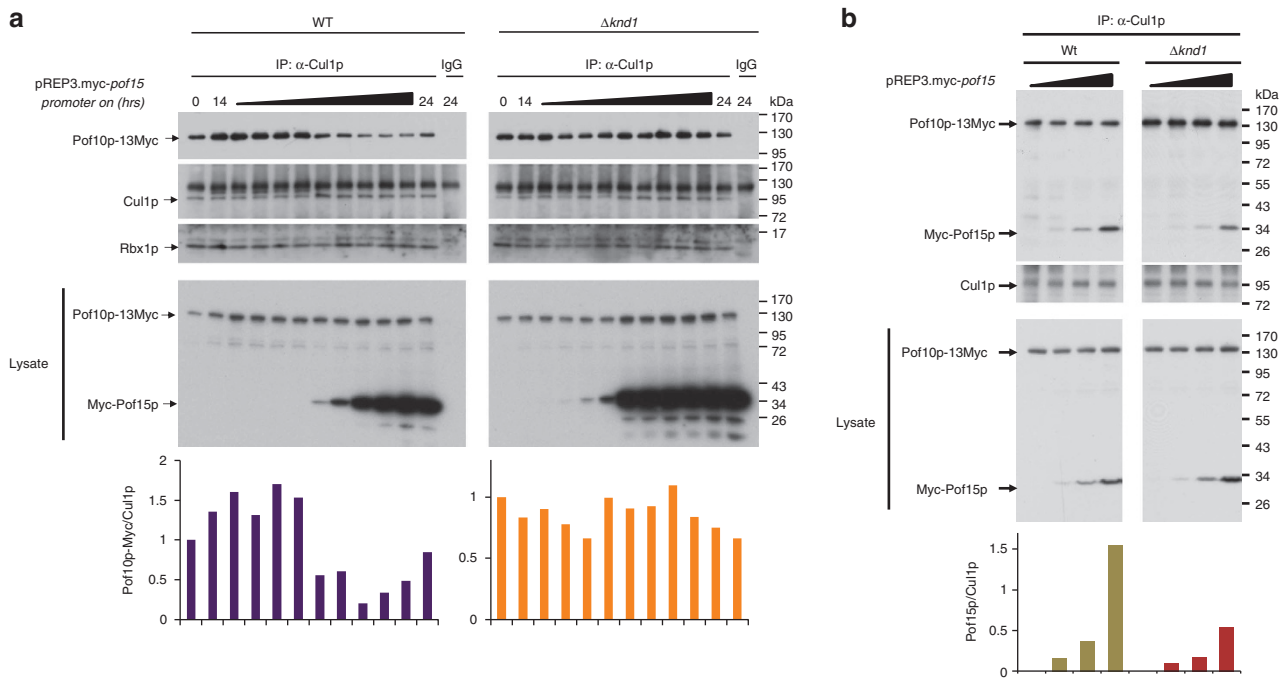 a
WT
Δknd1
IP: α-Cul1p
IgG
IP: α-Cul1p
IgG
pREP3.myc-pof15
promoter on (hrs)
0 14 24 24
0 14 24 24
kDa
Pof10p-13Myc
170
130
95
Cul1p
170
130
95
72
Rbx1p
17
Lysate
Pof10p-13Myc
Myc-Pof15p
170
130
95
72
43
34
26
Pof10p-Myc/Cul1p
2
1.5
1
0.5
0
1
0.5
0
b
IP: α-Cul1p
Wt
Δknd1
pREP3.myc-pof15
kDa
Pof10p-13Myc
Myc-Pof15p
170
130
95
72
55
43
34
26
Cul1p
95
72
Lysate
Pof10p-13Myc
Myc-Pof15p
170
130
95
72
55
43
34
26
Pof15p/Cul1p
1.5
1
0.5
0